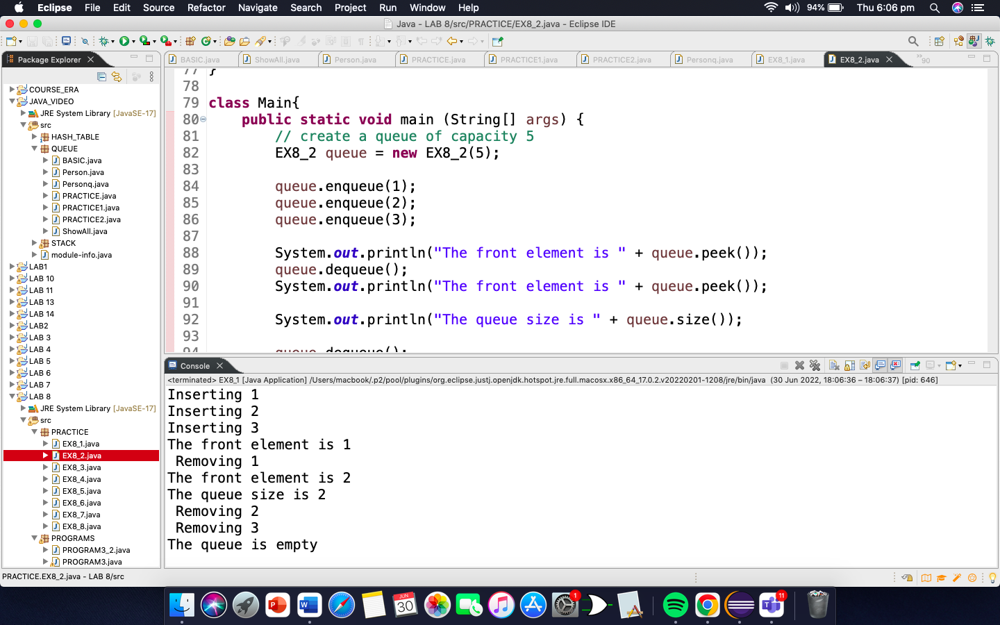 Eclipse File Edit Source Refactor Navigate Search Project Run Window Help 94% Thu 6:06 pm
Java - LAB 8/src/PRACTICE/EX8_2.java - Eclipse IDE
Package Explorer
BASIC.java ShowAll.java Person.java PRACTICE.java PRACTICE1.java PRACTICE2.java Personq.java EX8_1.java EX8_2.java 90
COURSE_ERA
JAVA_VIDEO
JRE System Library [JavaSE-17]
src
HASH_TABLE
QUEUE
BASIC.java
Person.java
Personq.java
PRACTICE.java
PRACTICE1.java
PRACTICE2.java
ShowAll.java
STACK
module-info.java
LAB1
LAB 10
LAB 11
LAB 13
LAB 14
LAB2
LAB 3
LAB 4
LAB 5
LAB 6
LAB 7
LAB 8
JRE System Library [JavaSE-17]
src
PRACTICE
EX8_1.java
EX8_2.java
EX8_3.java
EX8_4.java
EX8_5.java
EX8_6.java
EX8_7.java
EX8_8.java
PROGRAMS
PROGRAM3_2.java
PROGRAM3.java
77 }
78
79 class Main{
80 public static void main (String[] args) {
81 // create a queue of capacity 5
82 EX8_2 queue = new EX8_2(5);
83
84 queue.enqueue(1);
85 queue.enqueue(2);
86 queue.enqueue(3);
87
88 System.out.println("The front element is " + queue.peek());
89 queue.dequeue();
90 System.out.println("The front element is " + queue.peek());
91
92 System.out.println("The queue size is " + queue.size());
93
94 queue.dequeue();
Console
<terminated> EX8_1 [Java Application] /Users/macbook/.p2/pool/plugins/org.eclipse.justj.openjdk.hotspot.jre.full.macosx.x86_64_17.0.2.v20220201-1208/jre/bin/java (30 Jun 2022, 18:06:36 – 18:06:37) [pid: 646]
Inserting 1
Inserting 2
Inserting 3
The front element is 1
Removing 1
The front element is 2
The queue size is 2
Removing 2
Removing 3
The queue is empty
PRACTICE.EX8_2.java - LAB 8/src
JUN
30
1
11